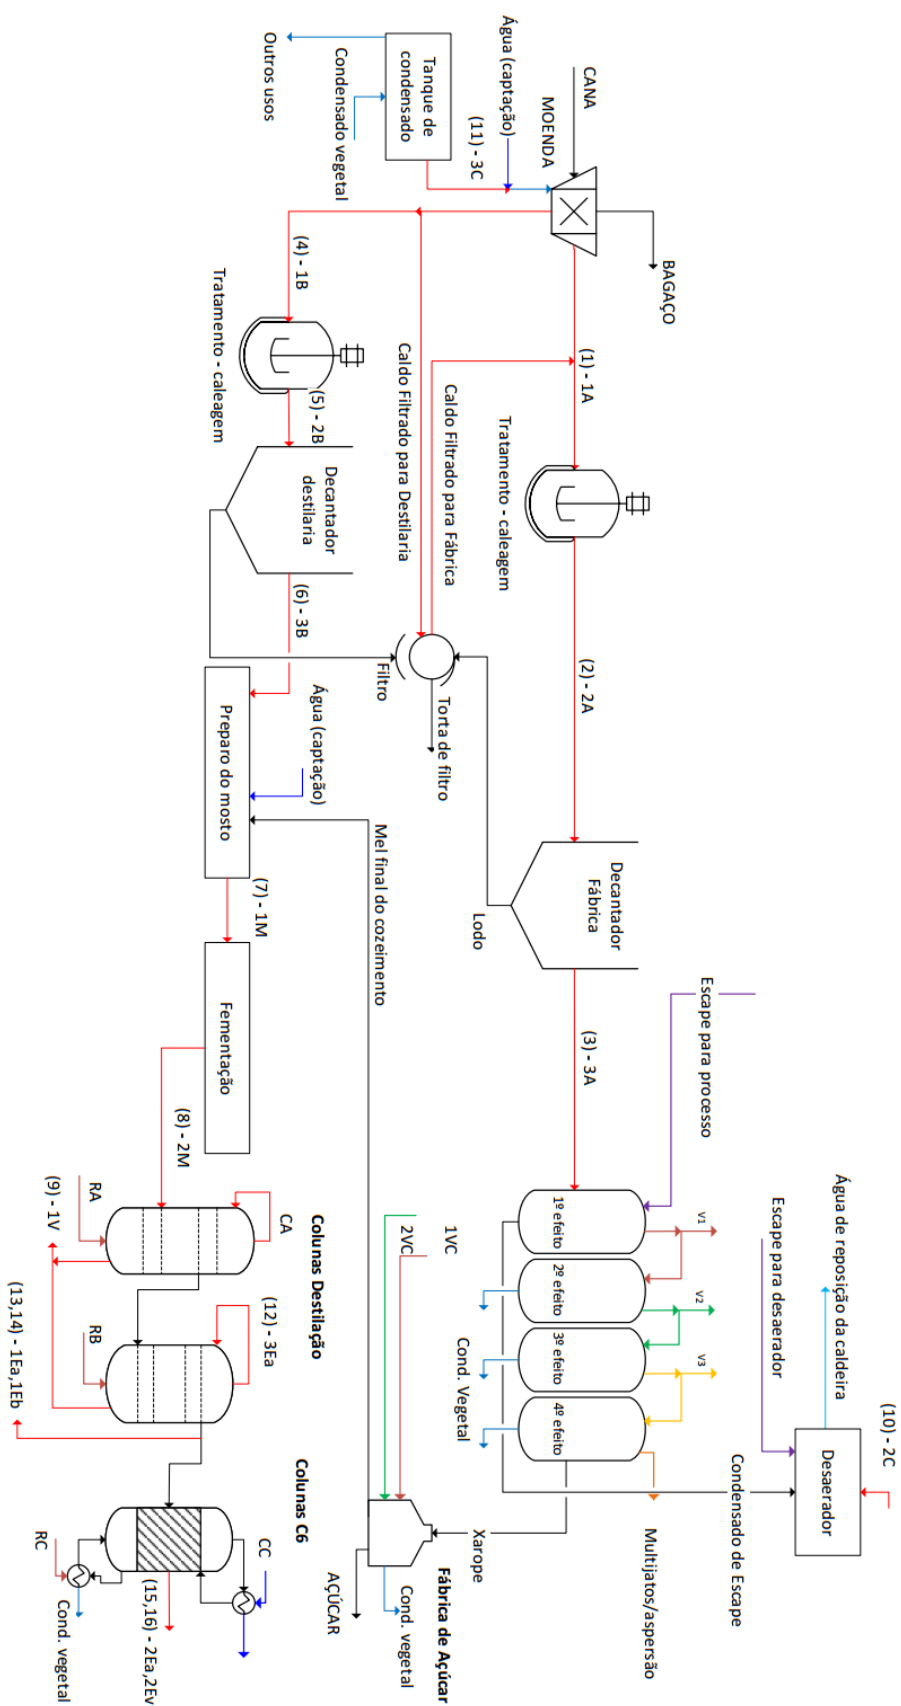 CANA
MOENDA
BAGAÇO
Água (captação)
(11) - 3C
Tanque de
condensado
Condensado vegetal
Outros usos
(1) - 1A
Tratamento - caleagem
(2) - 2A
Decantador
Fábrica
Lodo
(3) - 3A
Caldo Filtrado para Fábrica
Caldo Filtrado para Destilaria
Filtro
Torta de filtro
(4) - 1B
Tratamento - caleagem
(5) - 2B
Decantador
destilaria
(6) - 3B
Água (captação)
Preparo do mosto
Mel final do cozeimento
(7) - 1M
Fementação
(8) - 2M
Escape para processo
1º efeito
2º efeito
3º efeito
4º efeito
V1
V2
V3
Cond. Vegetal
Multijatos/aspersão
Xarope
Condensado de Escape
Escape para desaerador
Água de reposição da caldeira
Desaerador
(10) - 2C
1VC
2VC
Fábrica de Açúcar
Cond. vegetal
AÇÚCAR
Colunas Destilação
CA
RA
(9) - 1V
(12) - 3Ea
RB
(13,14) - 1Ea,1Eb
Colunas C6
CC
RC
(15,16) - 2Ea,2Ev
Cond. vegetal